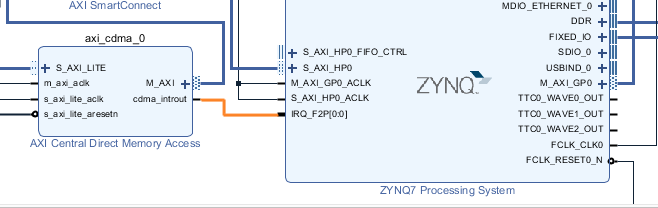 AXI SmartConnect
axi_cdma_0
S_AXI_LITE
m_axi_aclk
s_axi_lite_aclk
s_axi_lite_aresetn
M_AXI
cdma_introut
AXI Central Direct Memory Access
S_AXI_HP0_FIFO_CTRL
S_AXI_HP0
M_AXI_GP0_ACLK
S_AXI_HP0_ACLK
IRQ_F2P[0:0]
ZYNQ
MDIO_ETHERNET_0
DDR
FIXED_IO
SDIO_0
USBIND_0
M_AXI_GP0
TTC0_WAVE0_OUT
TTC0_WAVE1_OUT
TTC0_WAVE2_OUT
FCLK_CLK0
FCLK_RESET0_N
ZYNQ7 Processing System